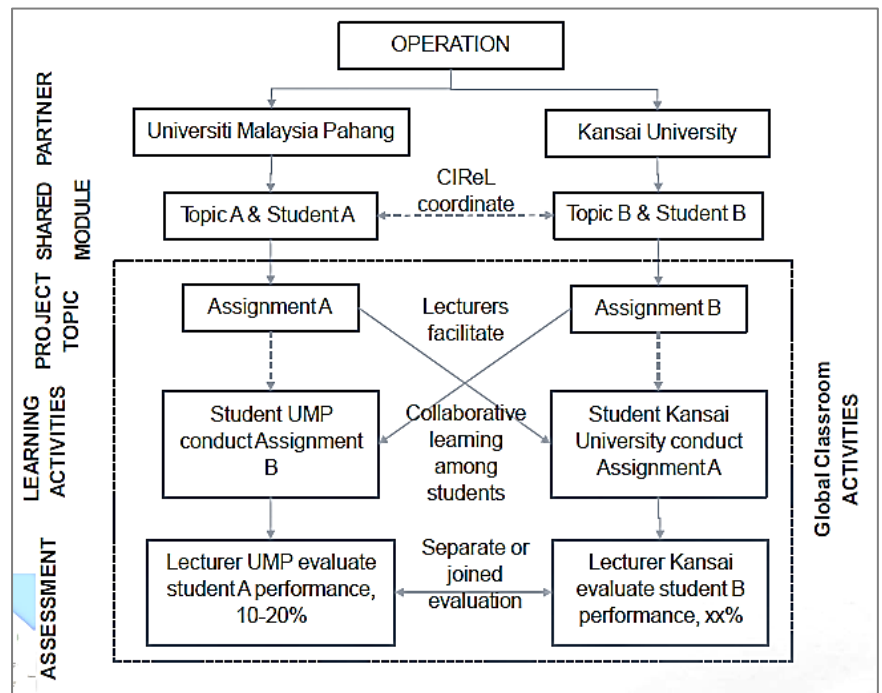 OPERATION
PARTNER
Universiti Malaysia Pahang
Kansai University
SHARED
MODULE
CIReL
coordinate
Topic A & Student A
Topic B & Student B
PROJECT
TOPIC
Assignment A
Lecturers
facilitate
Assignment B
LEARNING
ACTIVITIES
Student UMP
conduct Assignment
B
Collaborative
learning
among
students
Student Kansai
University conduct
Assignment A
Global Classroom
ACTIVITIES
ASSESSMENT
Lecturer UMP evaluate
student A performance,
10-20%
Separate or
joined
evaluation
Lecturer Kansai
evaluate student B
performance, xx%